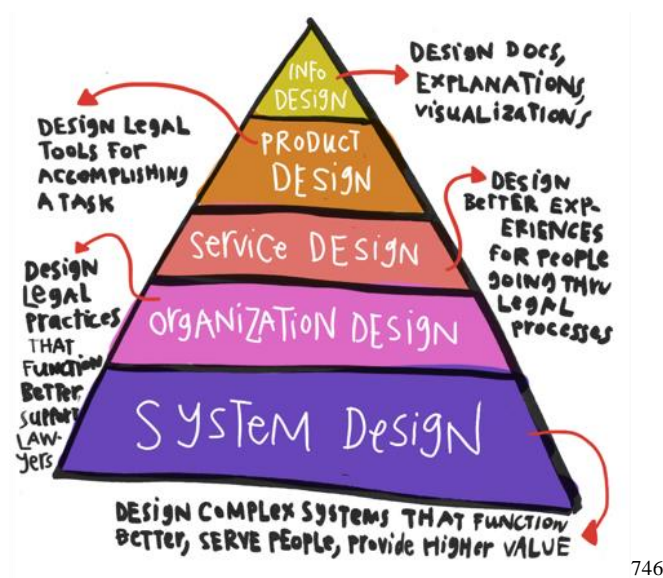 INFO
DESIGN
DESIGN DOCS,
EXPLANATIONS,
VISUALIZATIONS
PRODUCT
DESIGN
DESIGN LEGAL
TOOLS FOR
ACCOMPLISHING
A TASK
SERVICE DESIGN
DESIGN
BETTER EXP-
ERIENCES
FOR PEOPLE
GOING THRU
LEGAL
PROCESSES
ORGANIZATION DESIGN
DESIGN
LEGAL
PRACTICES
THAT
FUNCTION
BETTER,
SUPPORT
LAW-
YERS
SYSTEM DESIGN
DESIGN COMPLEX SYSTEMS THAT FUNCTION
BETTER, SERVE PEOPLE, PROVIDE HIGHER VALUE
746